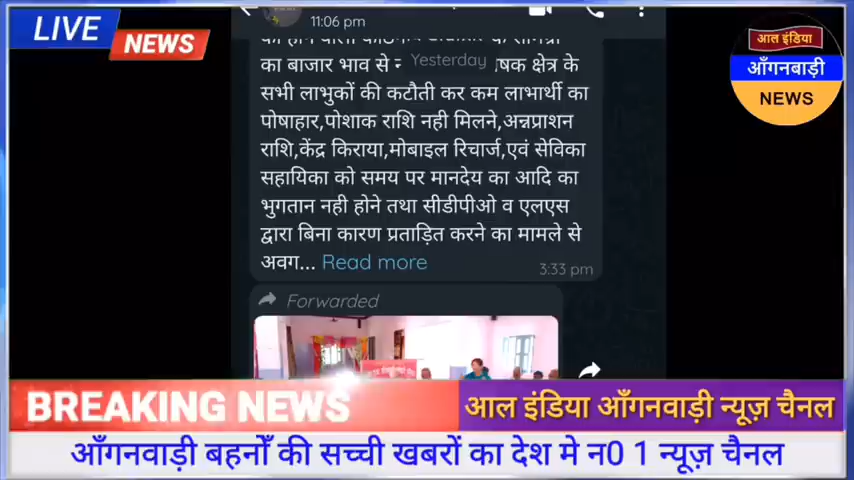 LIVE
NEWS
11:06 pm
आल इंडिया
आँगनबाड़ी
NEWS
Yesterday
का बाजार भाव से
षक क्षेत्र के
सभी लाभुकों की कटौती कर कम लाभार्थी का
पोषाहार,पोशाक राशि नही मिलने,अन्नप्राशन
राशि,केंद्र किराया,मोबाइल रिचार्ज,एवं सेविका
सहायिका को समय पर मानदेय का आदि का
भुगतान नही होने तथा सीडीपीओ व एलएस
द्वारा बिना कारण प्रताड़ित करने का मामले से
अवग... Read more
3:33 pm
Forwarded
BREAKING NEWS
आल इंडिया आँगनवाड़ी न्यूज़ चैनल
आँगनवाड़ी बहनोँ की सच्ची खबरों का देश मे न0 1 न्यूज़ चैनल